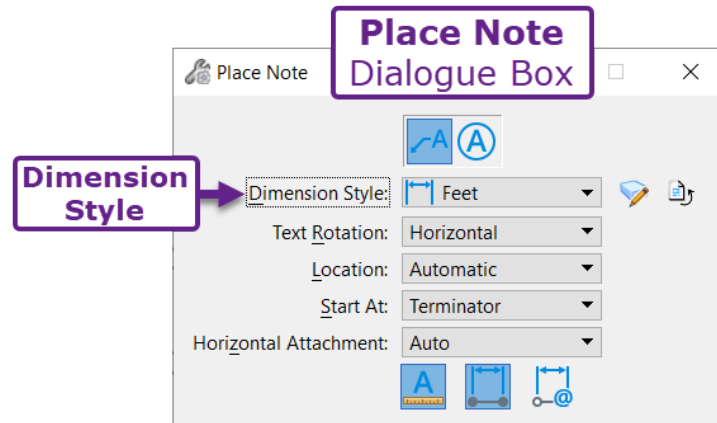 Place Note
Dialogue Box
Place Note
A A
Dimension
Style
Dimension Style: Feet
Text Rotation: Horizontal
Location: Automatic
Start At: Terminator
Horizontal Attachment: Auto
A @